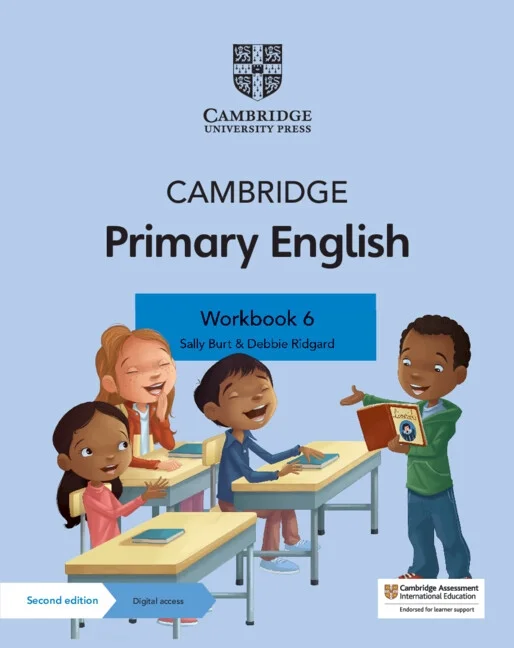 CAMBRIDGE
UNIVERSITY PRESS
CAMBRIDGE
Primary English
Workbook 6
Sally Burt & Debbie Ridgard
Limericks
Second edition
Digital access
Cambridge Assessment
International Education
Endorsed for learner support